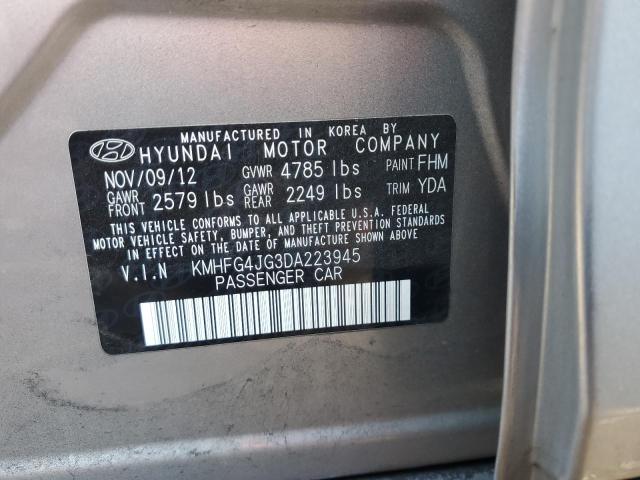 MANUFACTURED IN KOREA BY
HYUNDAI MOTOR COMPANY
NOV/09/12 GVWR 4785 lbs PAINT FHM
GAWR FRONT 2579 lbs GAWR REAR 2249 lbs TRIM YDA
THIS VEHICLE CONFORMS TO ALL APPLICABLE U.S.A. FEDERAL
MOTOR VEHICLE SAFETY, BUMPER, AND THEFT PREVENTION STANDARDS
IN EFFECT ON THE DATE OF MANUFACTURE SHOWN ABOVE.
V.I.N KMHFG4JG3DA223945
PASSENGER CAR